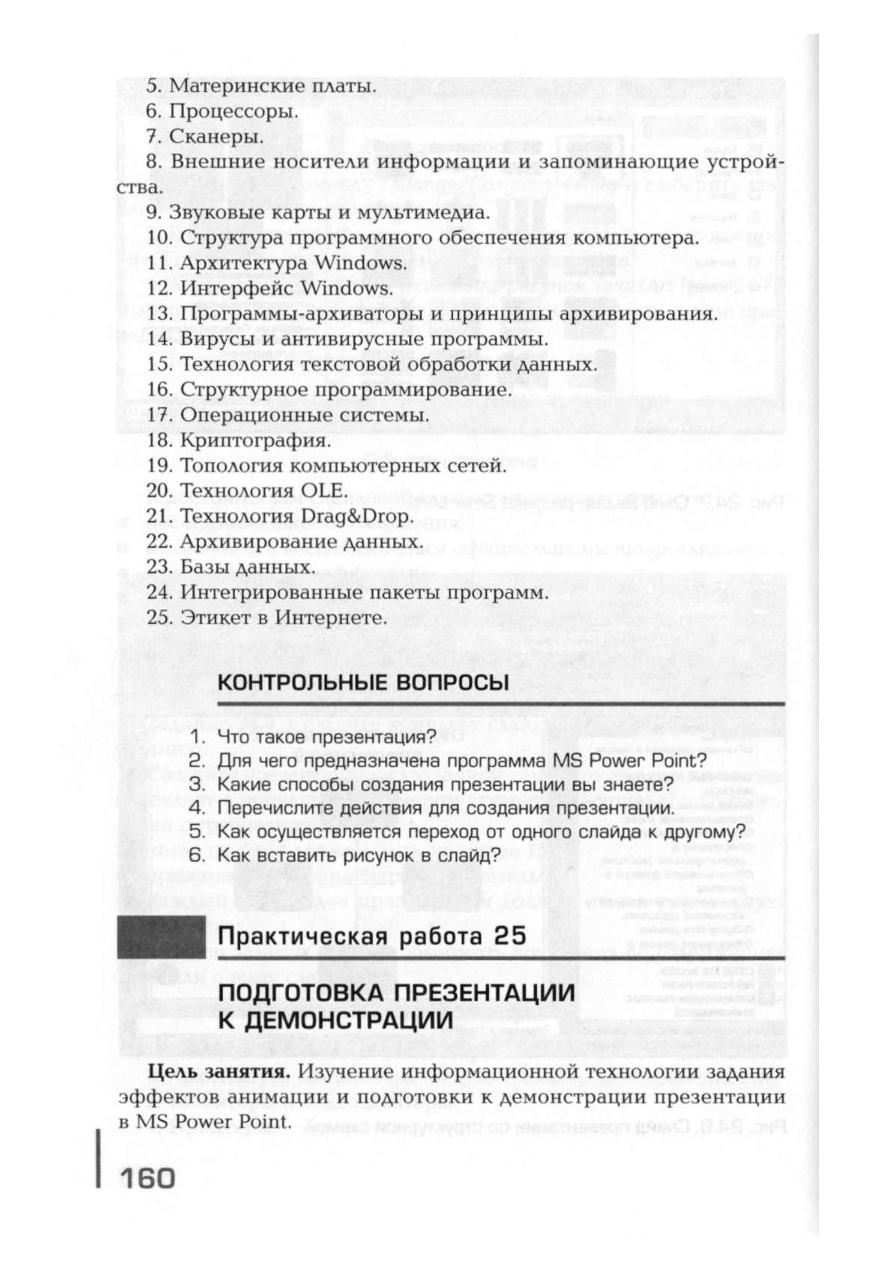 5. Материнские платы.
6. Процессоры.
7. Сканеры.
8. Внешние носители информации и запоминающие устрой-
ства.
9. Звуковые карты и мультимедиа.
10. Структура программного обеспечения компьютера.
11. Архитектура Windows.
12. Интерфейс Windows.
13. Программы-архиваторы и принципы архивирования.
14. Вирусы и антивирусные программы.
15. Технология текстовой обработки данных.
16. Структурное программирование.
17. Операционные системы.
18. Криптография.
19. Топология компьютерных сетей.
20. Технология OLE.
21. Технология Drag&Drop.
22. Архивирование данных.
23. Базы данных.
24. Интегрированные пакеты программ.
25. Этикет в Интернете.
КОНТРОЛЬНЫЕ ВОПРОСЫ
1. Что такое презентация?
2. Для чего предназначена программа MS Power Point?
3. Какие способы создания презентации вы знаете?
4. Перечислите действия для создания презентации.
5. Как осуществляется переход от одного слайда к другому?
6. Как вставить рисунок в слайд?
Практическая работа 25
ПОДГОТОВКА ПРЕЗЕНТАЦИИ
К ДЕМОНСТРАЦИИ
Цель занятия. Изучение информационной технологии задания
эффектов анимации и подготовки к демонстрации презентации
в MS Power Point.
160